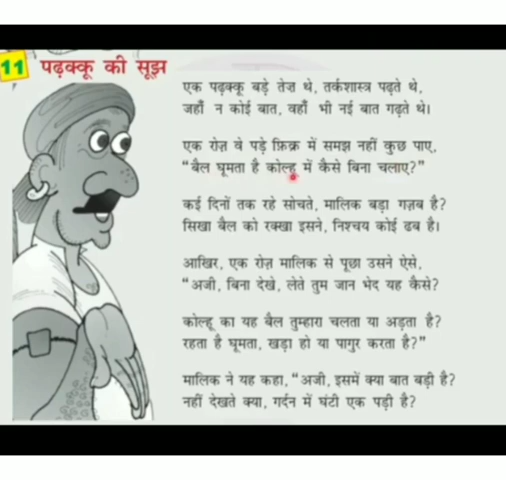 11 पढ़क्कू की सूझ
एक पढ़क्कू बड़े तेज़ थे, तर्कशास्त्र पढ़ते थे,
जहाँ न कोई बात, वहाँ भी नई बात गढ़ते थे।
एक रोज़ वे पड़े फ़िक्र में समझ नहीं कुछ पाए,
“बैल घूमता है कोल्हू में कैसे बिना चलाए?”
कई दिनों तक रहे सोचते, मालिक बड़ा गज़ब है?
सिखा बैल को रक्खा इसने, निश्चय कोई ढब है।
आखिर, एक रोज़ मालिक से पूछा उसने ऐसे,
“अजी, बिना देखे, लेते तुम जान भेद यह कैसे?
कोल्हू का यह बैल तुम्हारा चलता या अड़ता है?
रहता है घूमता, खड़ा हो या पागुर करता है?”
मालिक ने यह कहा, “अजी, इसमें क्या बात बड़ी है?
नहीं देखते क्या, गर्दन में घंटी एक पड़ी है?